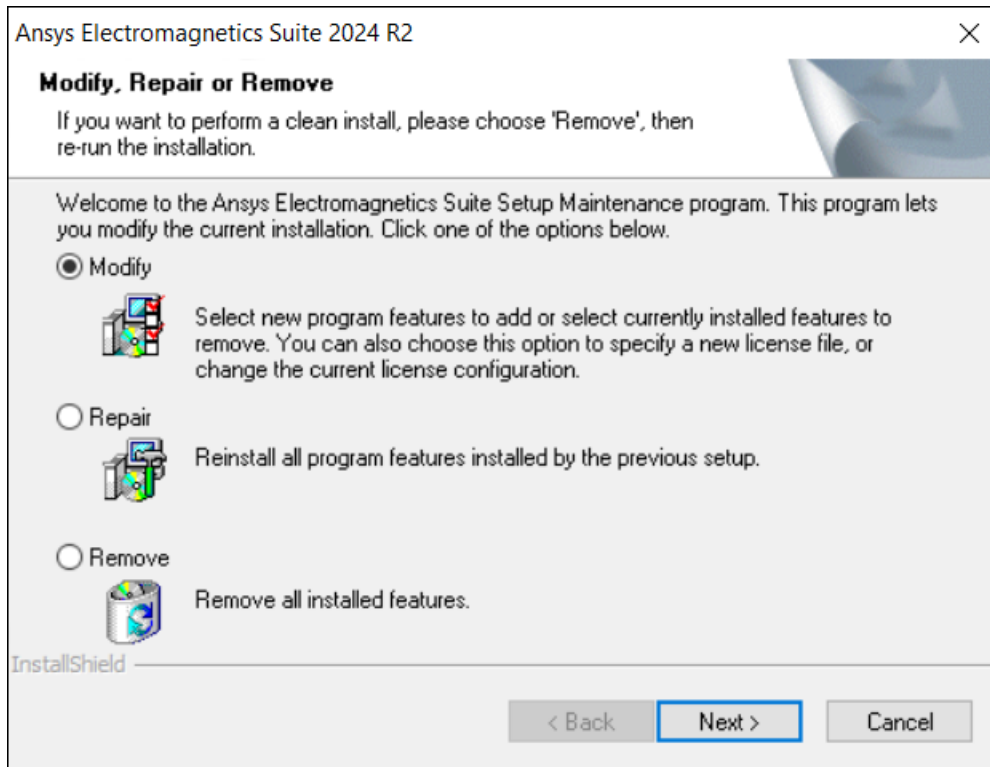 Ansys Electromagnetics Suite 2024 R2
Modify, Repair or Remove
If you want to perform a clean install, please choose 'Remove', then
re-run the installation.
Welcome to the Ansys Electromagnetics Suite Setup Maintenance program. This program lets
you modify the current installation. Click one of the options below.
Modify
Select new program features to add or select currently installed features to
remove. You can also choose this option to specify a new license file, or
change the current license configuration.
Repair
Reinstall all program features installed by the previous setup.
Remove
Remove all installed features.
InstallShield
< Back Next > Cancel